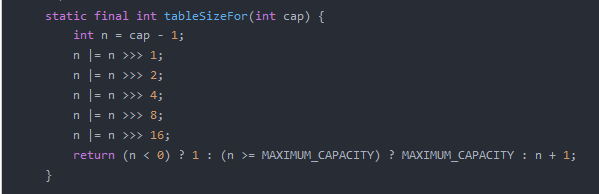 static final int tableSizeFor(int cap) {
    int n = cap - 1;
    n |= n >>> 1;
    n |= n >>> 2;
    n |= n >>> 4;
    n |= n >>> 8;
    n |= n >>> 16;
    return (n < 0) ? 1 : (n >= MAXIMUM_CAPACITY) ? MAXIMUM_CAPACITY : n + 1;
}